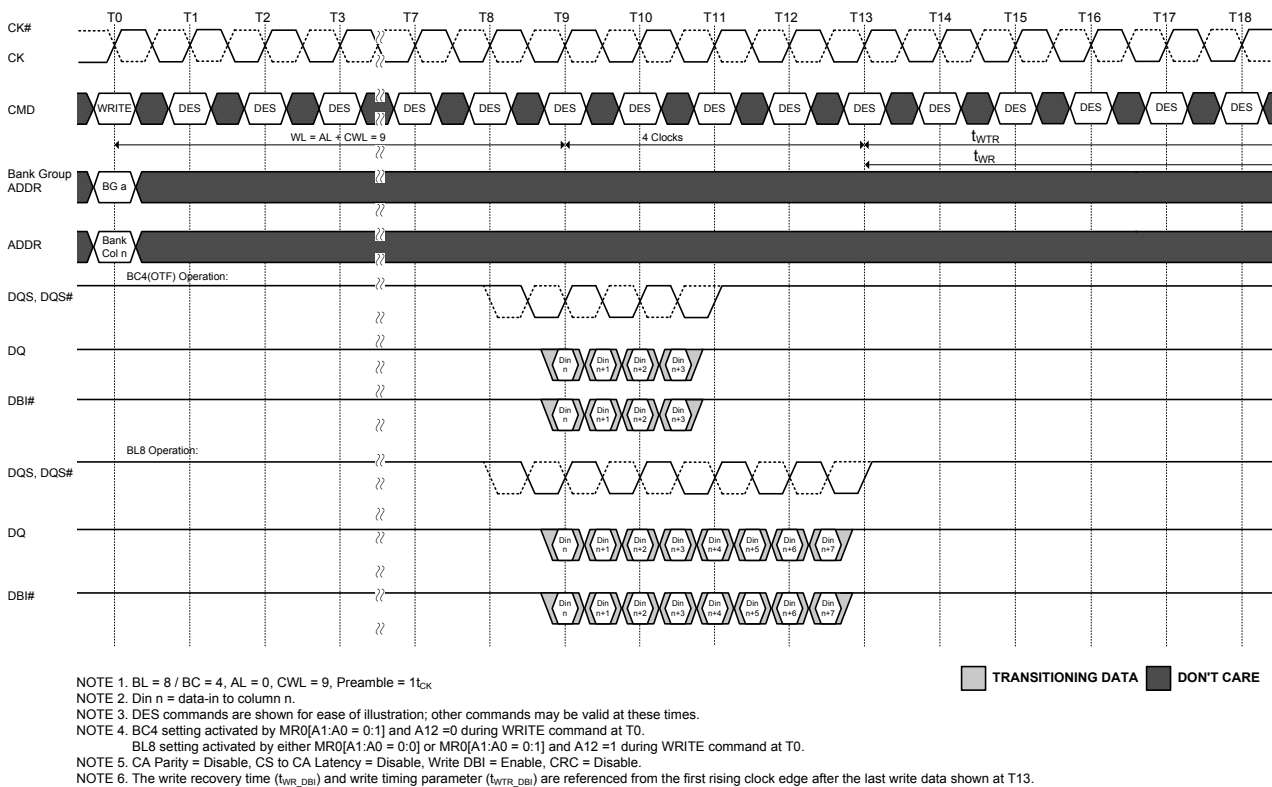 T0 T1 T2 T3 T7 T8 T9 T10 T11 T12 T13 T14 T15 T16 T17 T18
CK#
CK
CMD WRITE DES DES DES DES DES DES DES DES DES DES DES DES DES DES DES
WL = AL + CWL = 9 4 Clocks tWTR
tWR
Bank Group
ADDR BG a
ADDR Bank
Col n
BC4(OTF) Operation:
DQS, DQS#
DQ Din n Din n+1 Din n+2 Din n+3
DBI# Din n Din n+1 Din n+2 Din n+3
BL8 Operation:
DQS, DQS#
DQ Din n Din n+1 Din n+2 Din n+3 Din n+4 Din n+5 Din n+6 Din n+7
DBI# Din n Din n+1 Din n+2 Din n+3 Din n+4 Din n+5 Din n+6 Din n+7
TRANSITIONING DATA DON'T CARE
NOTE 1. BL = 8 / BC = 4, AL = 0, CWL = 9, Preamble = 1tCK
NOTE 2. Din n = data-in to column n.
NOTE 3. DES commands are shown for ease of illustration; other commands may be valid at these times.
NOTE 4. BC4 setting activated by MR0[A1:A0 = 0:1] and A12 =0 during WRITE command at T0.
BL8 setting activated by either MR0[A1:A0 = 0:0] or MR0[A1:A0 = 0:1] and A12 =1 during WRITE command at T0.
NOTE 5. CA Parity = Disable, CS to CA Latency = Disable, Write DBI = Enable, CRC = Disable.
NOTE 6. The write recovery time (tWR_DBI) and write timing parameter (tWTR_DBI) are referenced from the first rising clock edge after the last write data shown at T13.